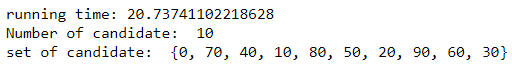 running time: 20.73741102218628
Number of candidate:  10
set of candidate:  {0, 70, 40, 10, 80, 50, 20, 90, 60, 30}